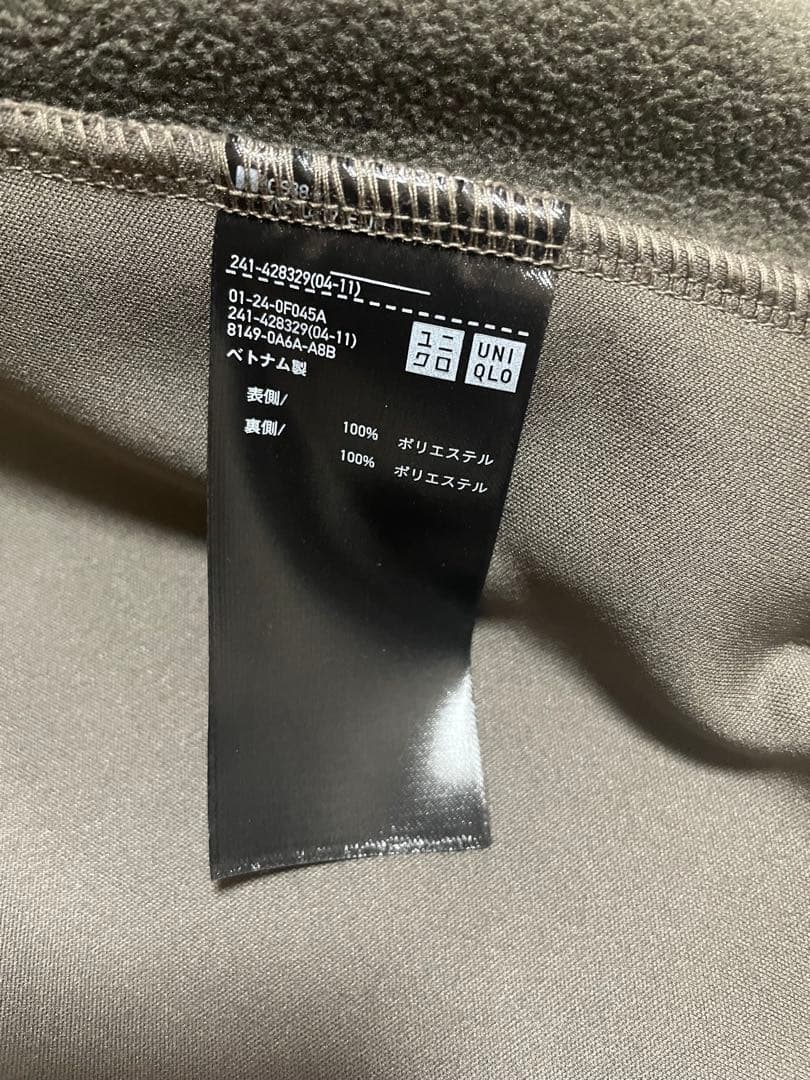 241-428329(04-11)
01-24-0F045A
241-428329(04-11)
8149-0A6A-A8B
ベトナム製
ユニ
クロ
UNI
QLO
表側/
100% ポリエステル
裏側/
100% ポリエステル